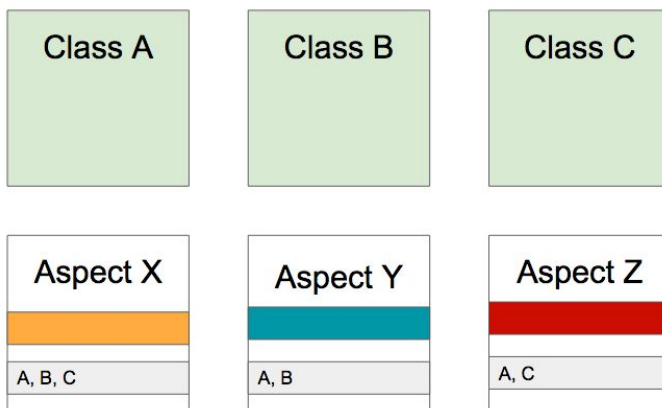 Class A
Class B
Class C
Aspect X
Aspect Y
Aspect Z
A, B, C
A, B
A, C